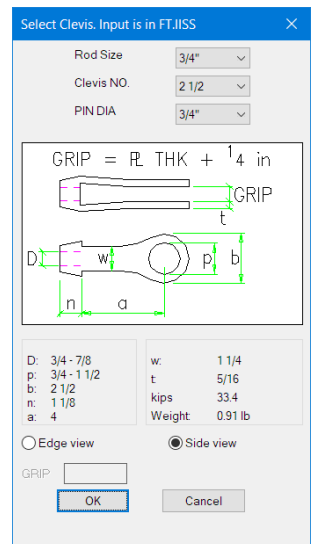 Select Clevis. Input is in FT.IISS
Rod Size 3/4"
Clevis NO. 2 1/2
PIN DIA 3/4"
GRIP = PL THK + 1/4 in
GRIP
t
D w p b
n a
D: 3/4 - 7/8
p: 3/4 - 1 1/2
b: 2 1/2
n: 1 1/8
a: 4
w: 1 1/4
t 5/16
kips 33.4
Weight 0.91 lb
Edge view Side view
GRIP
OK Cancel